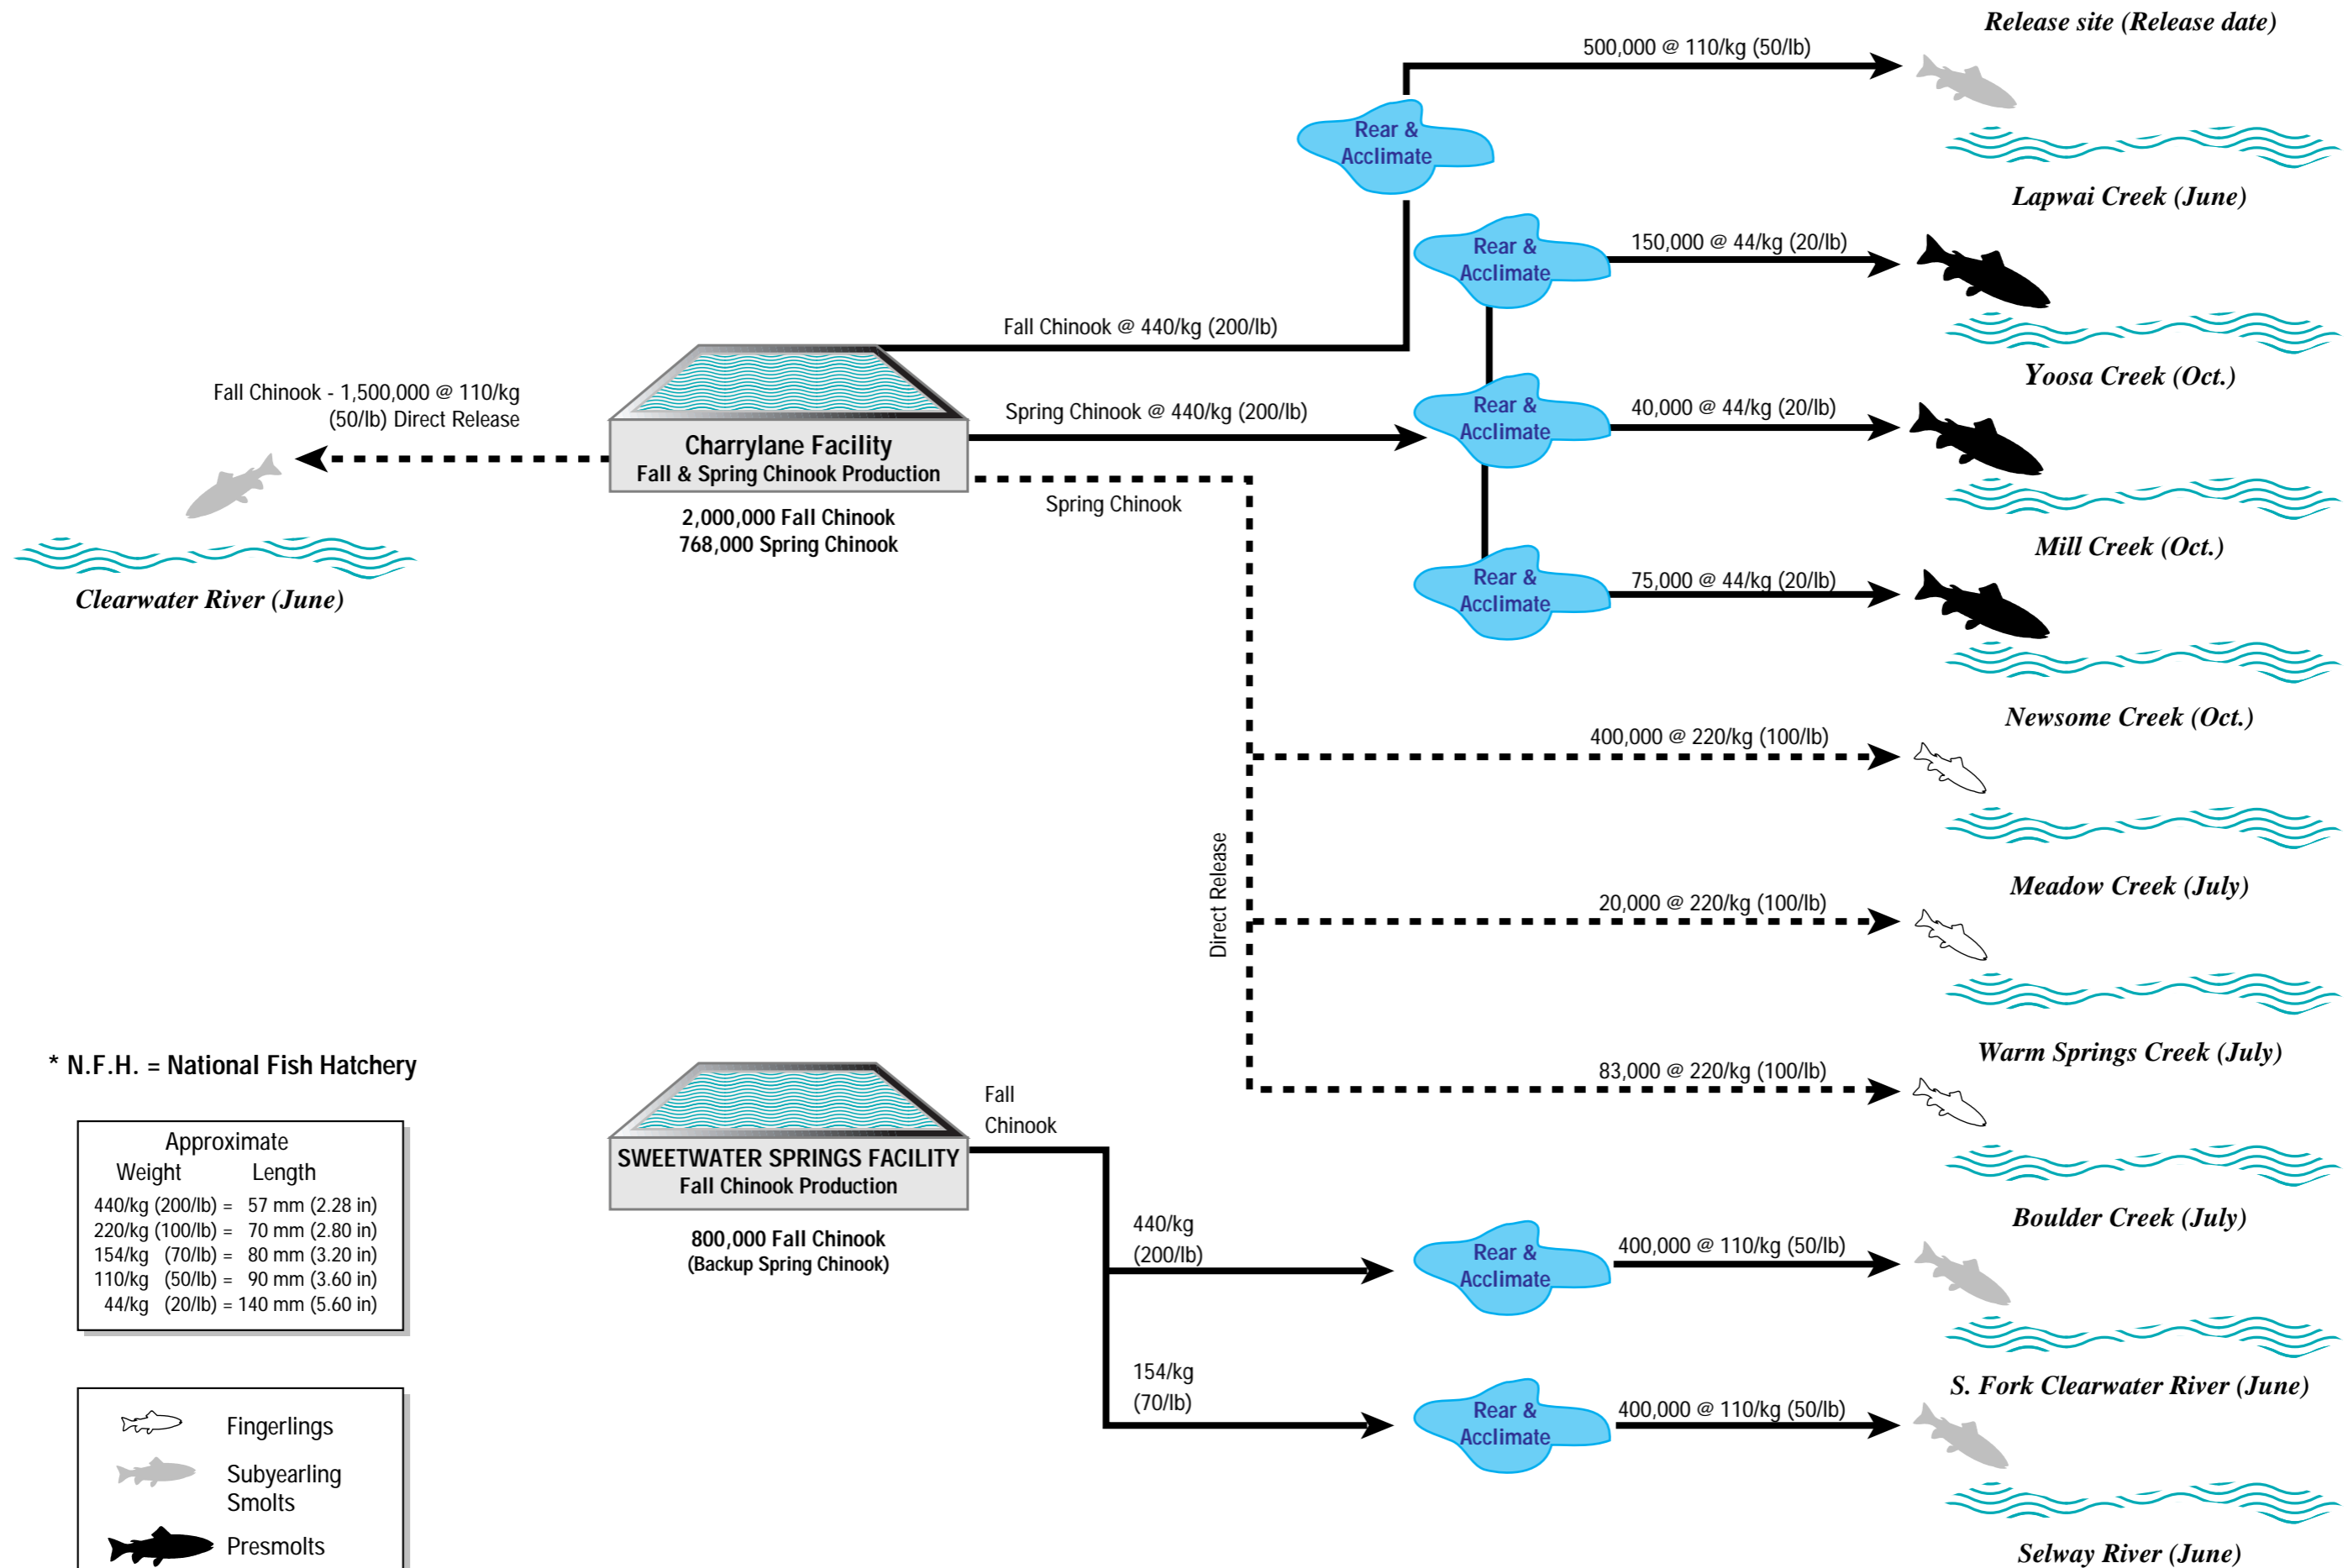 Release site (Release date)
500,000 @ 110/kg (50/lb)
Rear &
Acclimate
Lapwai Creek (June)
Rear &
Acclimate
150,000 @ 44/kg (20/lb)
Yoosa Creek (Oct.)
Fall Chinook @ 440/kg (200/lb)
Fall Chinook - 1,500,000 @ 110/kg
(50/lb) Direct Release
Clearwater River (June)
Charrylane Facility
Fall & Spring Chinook Production
2,000,000 Fall Chinook
768,000 Spring Chinook
Spring Chinook @ 440/kg (200/lb)
Rear &
Acclimate
40,000 @ 44/kg (20/lb)
Mill Creek (Oct.)
Spring Chinook
Rear &
Acclimate
75,000 @ 44/kg (20/lb)
Newsome Creek (Oct.)
Direct Release
400,000 @ 220/kg (100/lb)
Meadow Creek (July)
20,000 @ 220/kg (100/lb)
Warm Springs Creek (July)
83,000 @ 220/kg (100/lb)
Boulder Creek (July)
SWEETWATER SPRINGS FACILITY
Fall Chinook Production
800,000 Fall Chinook
(Backup Spring Chinook)
Fall
Chinook
440/kg
(200/lb)
Rear &
Acclimate
400,000 @ 110/kg (50/lb)
S. Fork Clearwater River (June)
154/kg
(70/lb)
Rear &
Acclimate
400,000 @ 110/kg (50/lb)
Selway River (June)
* N.F.H. = National Fish Hatchery
Approximate
Weight Length
440/kg (200/lb) = 57 mm (2.28 in)
220/kg (100/lb) = 70 mm (2.80 in)
154/kg (70/lb) = 80 mm (3.20 in)
110/kg (50/lb) = 90 mm (3.60 in)
44/kg (20/lb) = 140 mm (5.60 in)
Fingerlings
Subyearling
Smolts
Presmolts